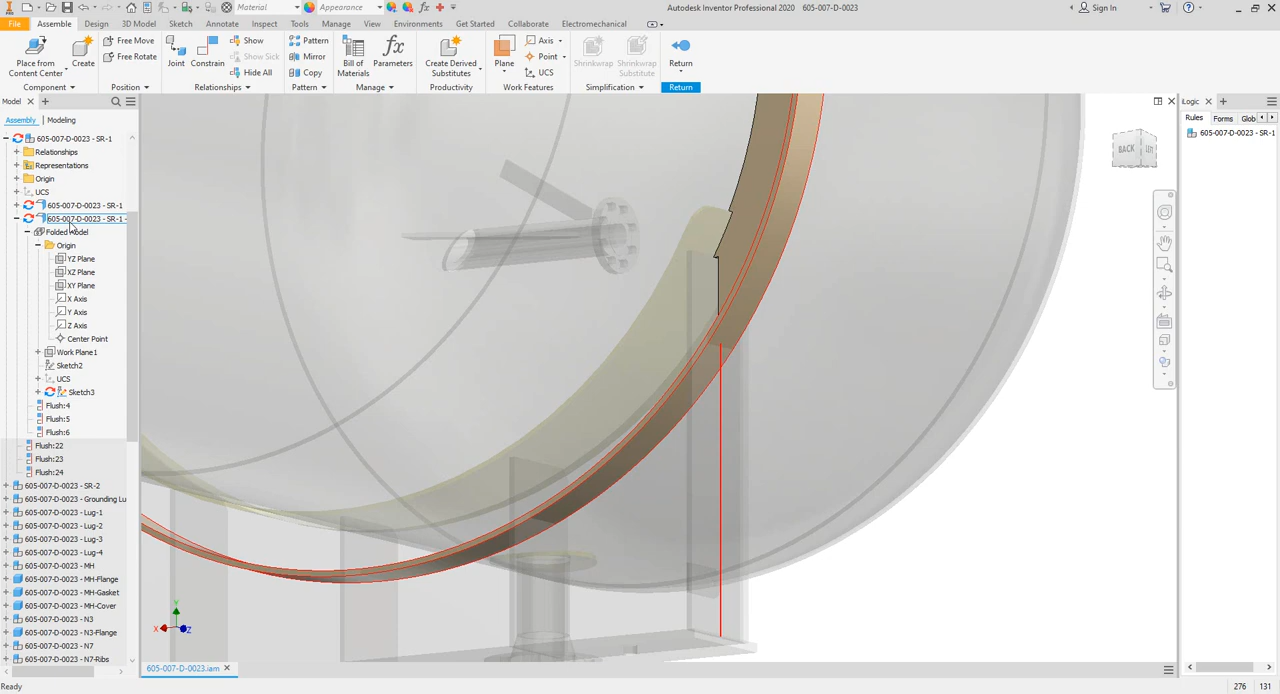 Material
Appearance
Autodesk Inventor Professional 2020 605-007-D-0023
Sign In
File
Assemble
Design
3D Model
Sketch
Annotate
Inspect
Tools
Manage
View
Environments
Get Started
Collaborate
Electromechanical
Place from
Content Center
Create
Free Move
Free Rotate
Joint
Constrain
Show
Show Sick
Hide All
Pattern
Mirror
Copy
Bill of
Materials
fx
Parameters
Create Derived
Substitutes
Plane
Axis
Point
UCS
Shrinkwrap
Shrinkwrap
Substitute
Return
Component
Position
Relationships
Pattern
Manage
Productivity
Work Features
Simplification
Return
Model
Assembly
Modeling
605-007-D-0023 - SR-1
Relationships
Representations
Origin
UCS
605-007-D-0023 - SR-1
605-007-D-0023 - SR-1 -
Folded Model
Origin
YZ Plane
XZ Plane
XY Plane
X Axis
Y Axis
Z Axis
Center Point
Work Plane1
Sketch2
UCS
Sketch3
Flush:4
Flush:5
Flush:6
Flush:22
Flush:23
Flush:24
605-007-D-0023 - SR-2
605-007-D-0023 - Grounding Lu
605-007-D-0023 - Lug-1
605-007-D-0023 - Lug-2
605-007-D-0023 - Lug-3
605-007-D-0023 - Lug-4
605-007-D-0023 - MH
605-007-D-0023 - MH-Flange
605-007-D-0023 - MH-Gasket
605-007-D-0023 - MH-Cover
605-007-D-0023 - N3
605-007-D-0023 - N3-Flange
605-007-D-0023 - N7
605-007-D-0023 - N7-Ribs
BACK
Y
X
Z
605-007-D-0023.iam
iLogic
Rules
Forms
Glob
605-007-D-0023 - SR-1
Ready
276
131